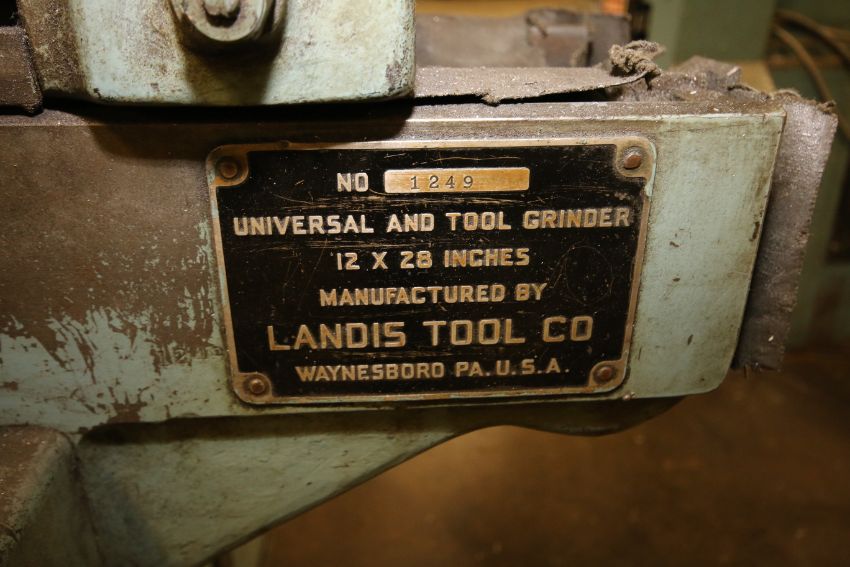 NO 1249
UNIVERSAL AND TOOL GRINDER
12 X 28 INCHES
MANUFACTURED BY
LANDIS TOOL CO
WAYNESBORO PA. U.S.A.